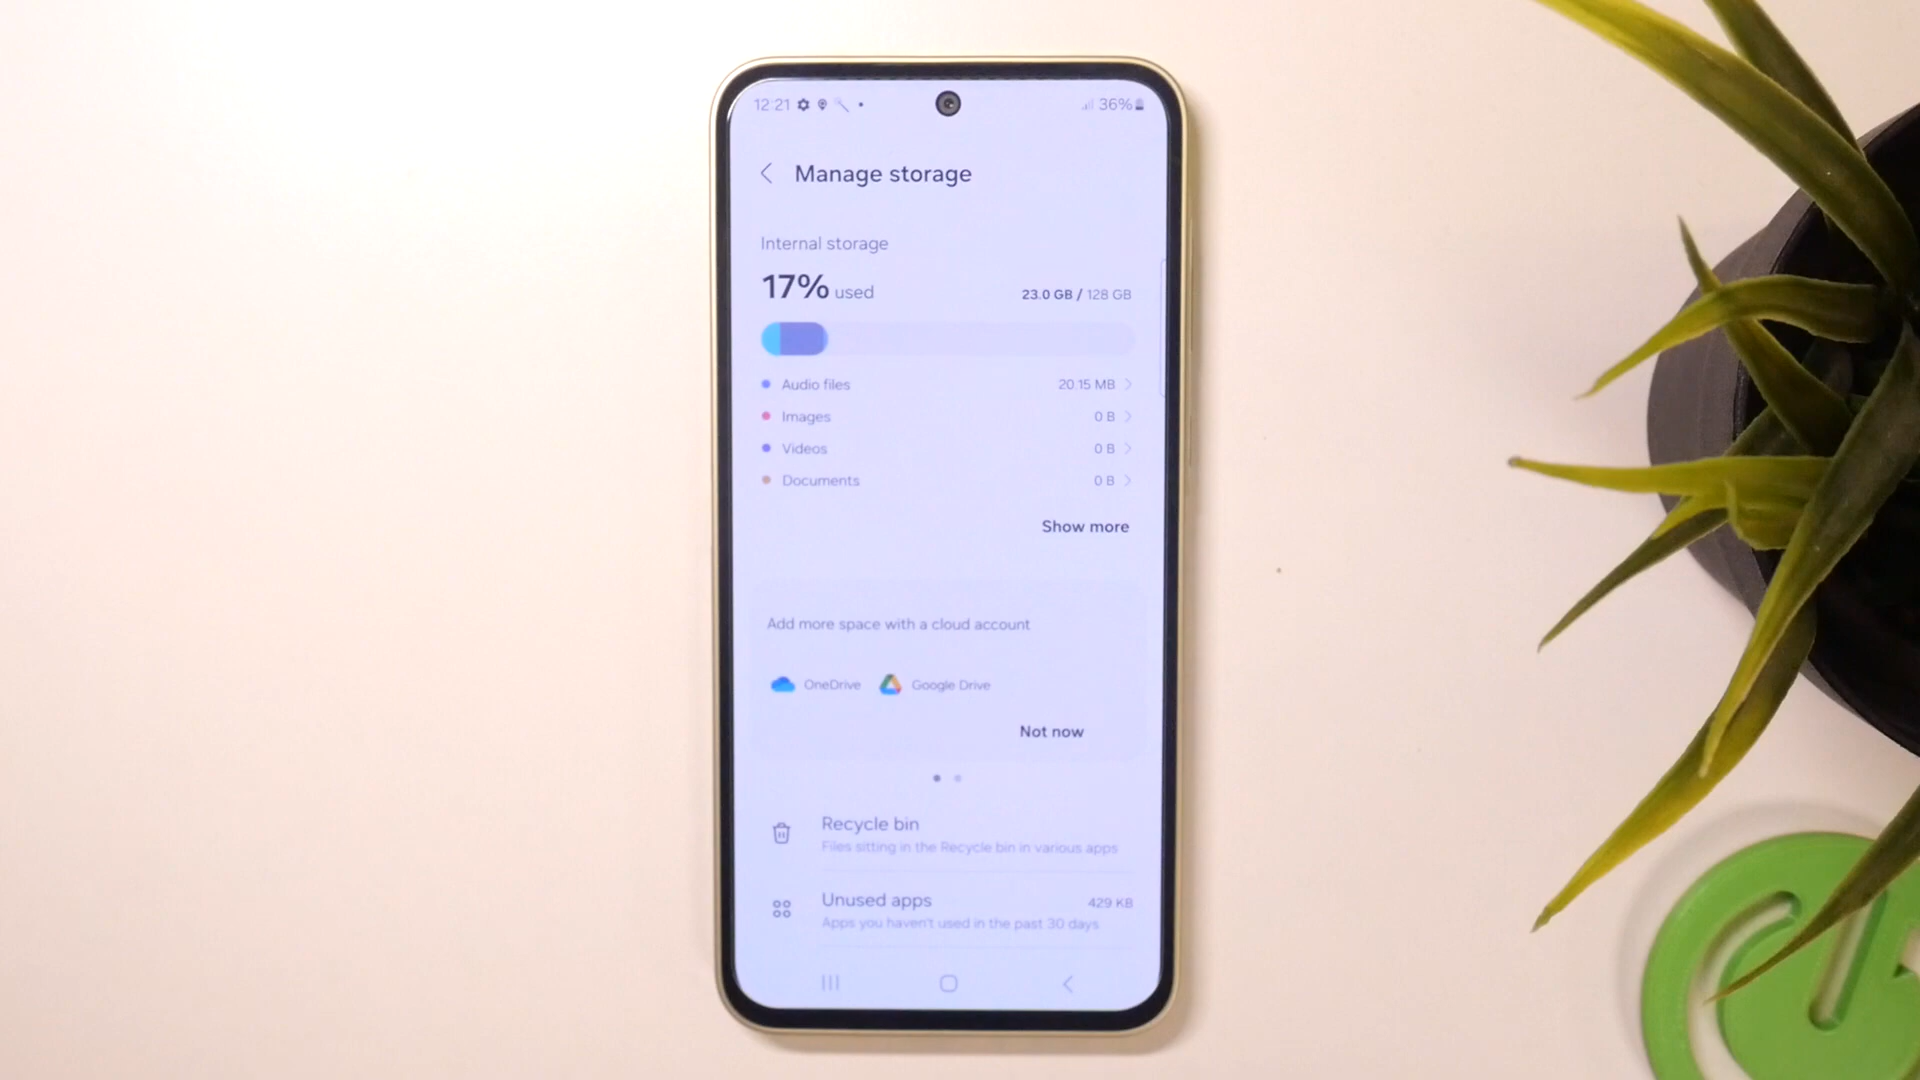 12:21 36%
Manage storage
Internal storage
17% used 23.0 GB / 128 GB
Audio files 20.15 MB
Images 0 B
Videos 0 B
Documents 0 B
Show more
Add more space with a cloud account
OneDrive Google Drive
Not now
Recycle bin
Files sitting in the Recycle bin in various apps
Unused apps 429 KB
Apps you haven't used in the past 30 days